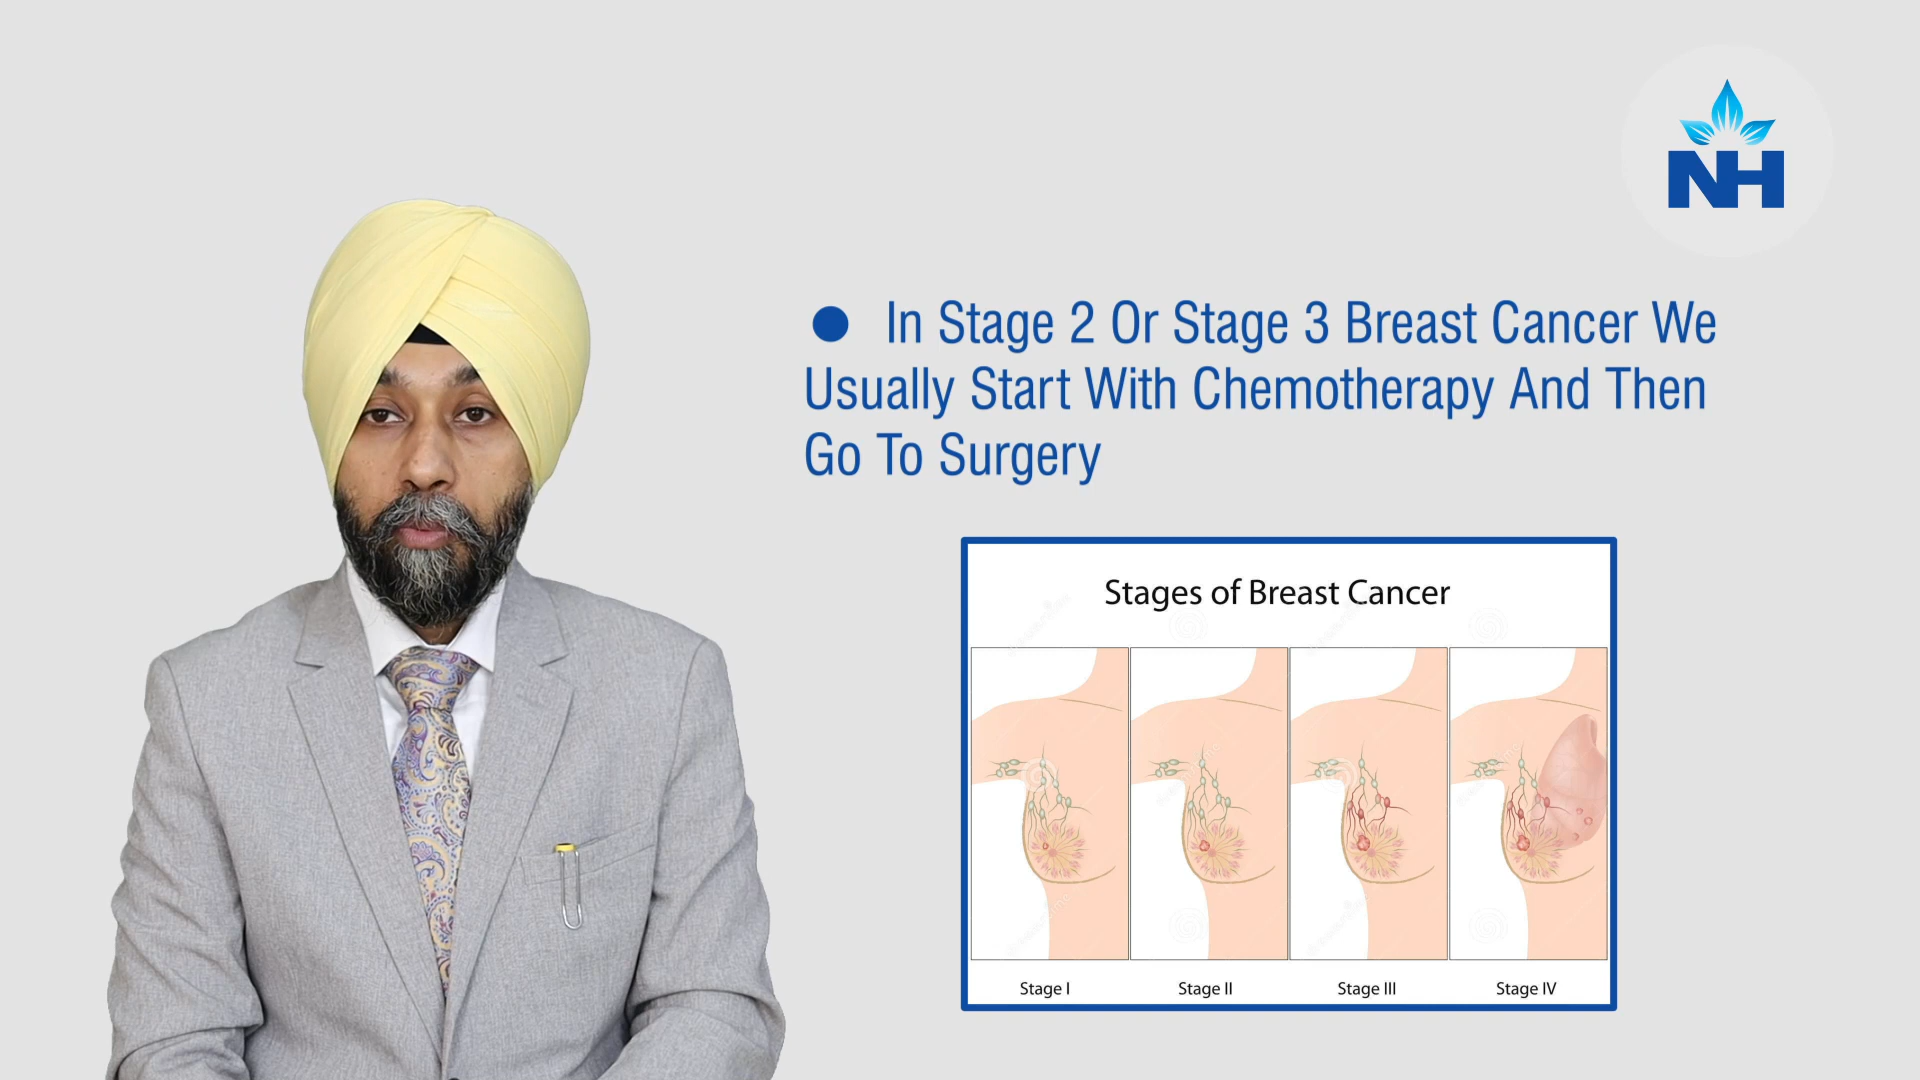 NH
● In Stage 2 Or Stage 3 Breast Cancer We
Usually Start With Chemotherapy And Then
Go To Surgery
Stages of Breast Cancer
Stage I
Stage II
Stage III
Stage IV